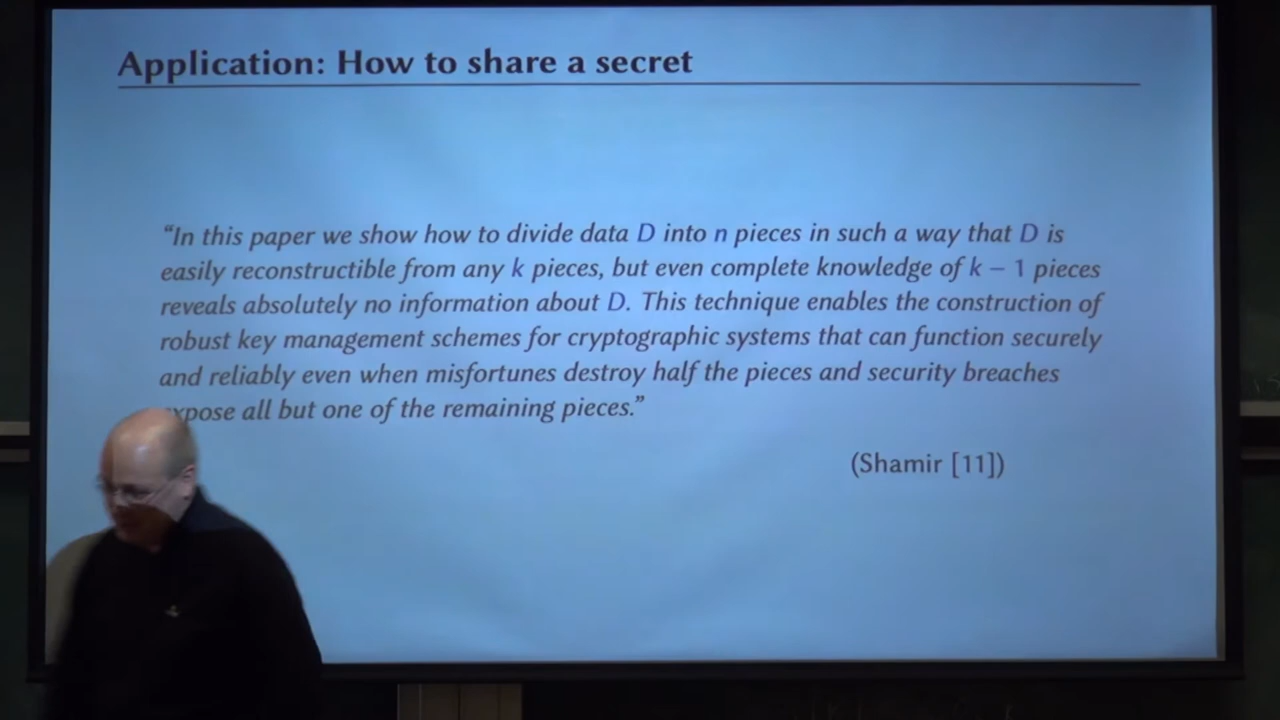 Application: How to share a secret
“In this paper we show how to divide data D into n pieces in such a way that D is
easily reconstructible from any k pieces, but even complete knowledge of k − 1 pieces
reveals absolutely no information about D. This technique enables the construction of
robust key management schemes for cryptographic systems that can function securely
and reliably even when misfortunes destroy half the pieces and security breaches
xpose all but one of the remaining pieces.”
(Shamir [11])